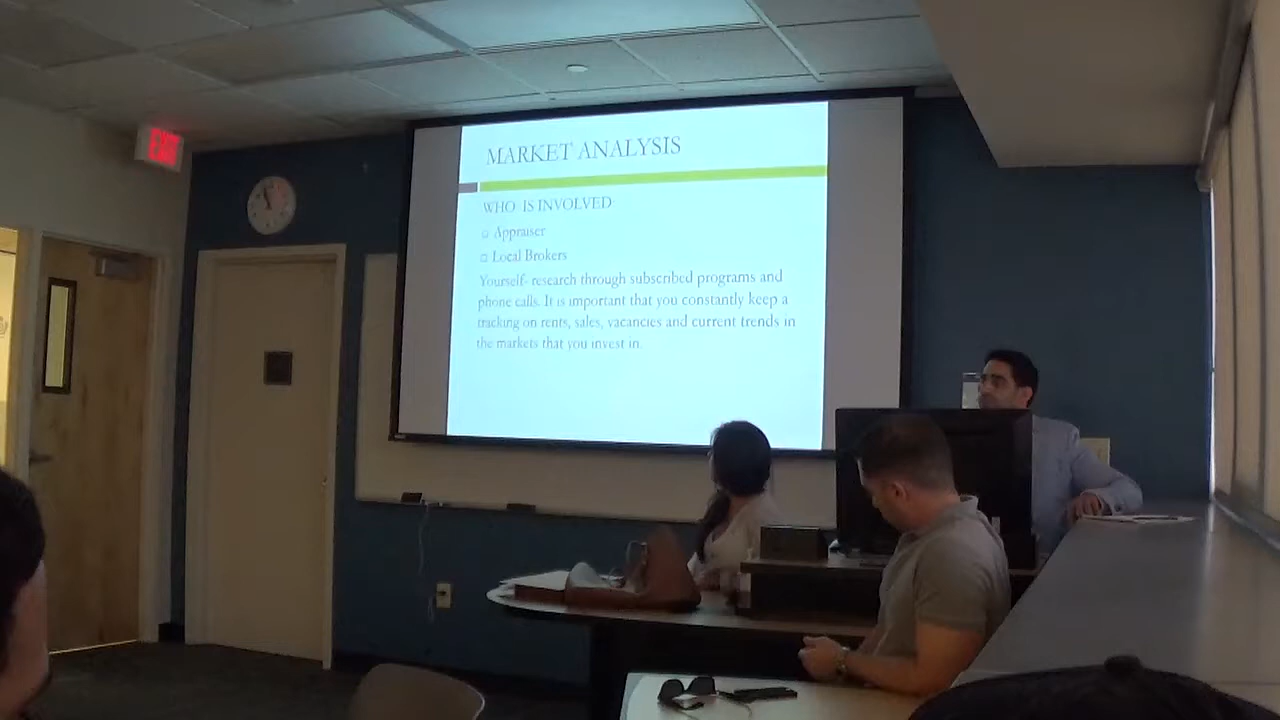 EXIT
MARKET ANALYSIS
WHO IS INVOLVED
Appraiser
Local Brokers
Yourself- research through subscribed programs and
phone calls. It is important that you constantly keep a
tracking on rents, sales, vacancies and current trends in
the markets that you invest in.